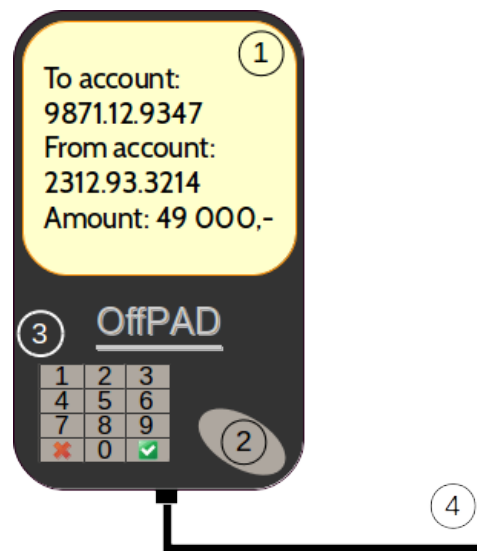 1
To account:
9871.12.9347
From account:
2312.93.3214
Amount: 49 000,-
3
OffPAD
1 2 3
4 5 6
7 8 9
0
2
4